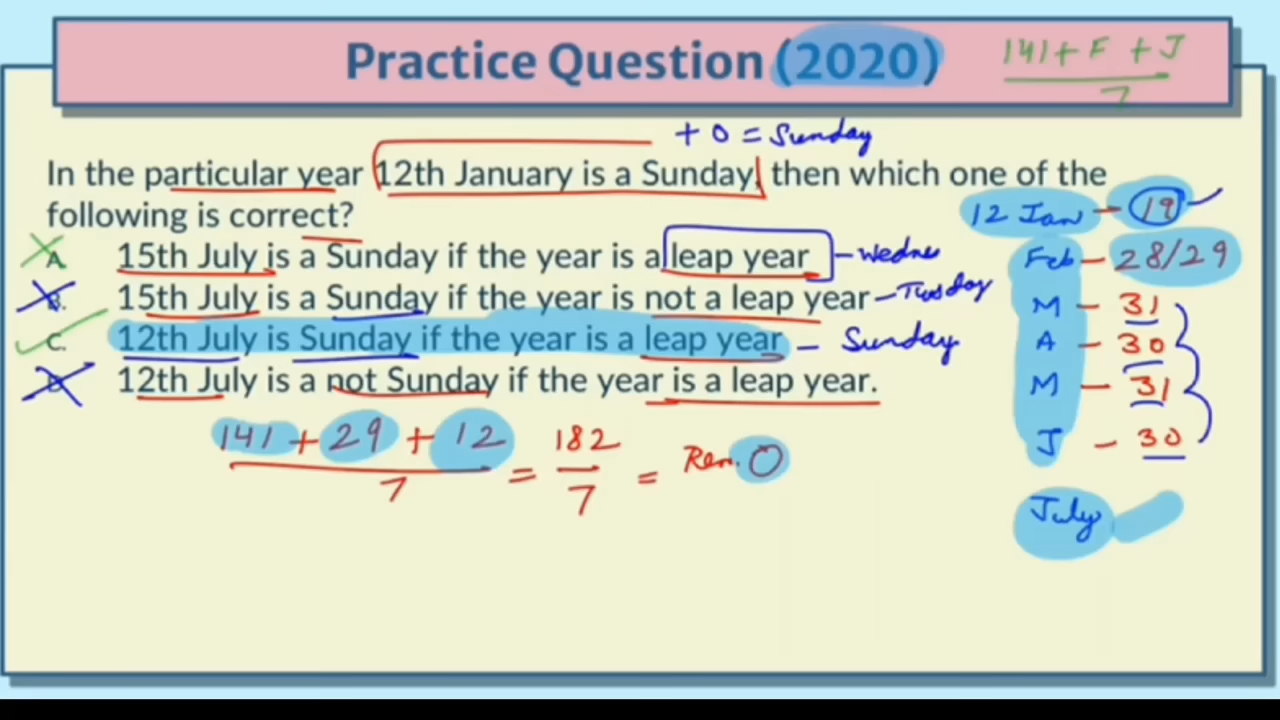 Practice Question (2020)
141 + F + J
7
+ 0 = Sunday
In the particular year 12th January is a Sunday, then which one of the
following is correct?
A. 15th July is a Sunday if the year is a leap year - Wednes
B. 15th July is a Sunday if the year is not a leap year - Tuesday
C. 12th July is Sunday if the year is a leap year - Sunday
D. 12th July is a not Sunday if the year is a leap year.
12 Jan - 19
Feb - 28/29
M - 31
A - 30
M - 31
J - 30
July
141 + 29 + 12 = 182 = Rem. 0
7 7